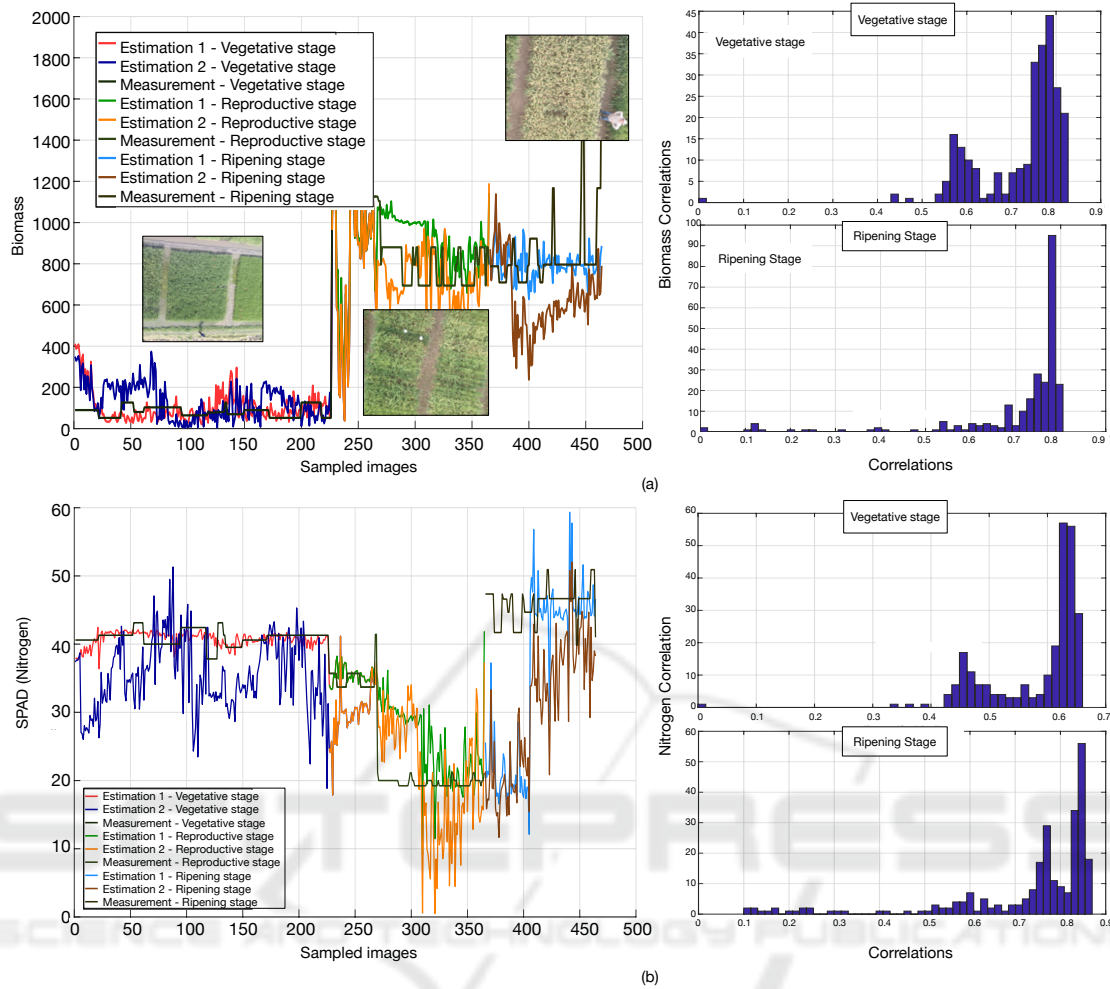 2000
1800
1600
1400
1200
1000
800
600
400
200
0
Biomass
Estimation 1 - Vegetative stage
Estimation 2 - Vegetative stage
Measurement - Vegetative stage
Estimation 1 - Reproductive stage
Estimation 2 - Reproductive stage
Measurement - Reproductive stage
Estimation 1 - Ripening stage
Estimation 2 - Ripening stage
Measurement - Ripening stage
0 50 100 150 200 250 300 350 400 450 500
Sampled images
Vegetative stage
Vegetative stage
45
40
35
30
25
20
15
10
5
0
0 0.1 0.2 0.3 0.4 0.5 0.6 0.7 0.8 0.9
Biomass Correlations
Ripening Stage
Ripening Stage
100
90
80
70
60
50
40
30
20
10
0
0 0.1 0.2 0.3 0.4 0.5 0.6 0.7 0.8 0.9
Correlations
(a)
60
50
40
30
20
10
0
SPAD (Nitrogen)
Estimation 1 - Vegetative stage
Estimation 2 - Vegetative stage
Measurement - Vegetative stage
Estimation 1 - Reproductive stage
Estimation 2 - Reproductive stage
Measurement - Reproductive stage
Estimation 1 - Ripening stage
Estimation 2 - Ripening stage
Measurement - Ripening stage
0 50 100 150 200 250 300 350 400 450 500
Sampled images
Vegetative stage
60
50
40
30
20
10
0
0 0.1 0.2 0.3 0.4 0.5 0.6 0.7
Nitrogen Correlation
Ripening Stage
60
50
40
30
20
10
0
0 0.1 0.2 0.3 0.4 0.5 0.6 0.7 0.8 0.9
Correlations
(b)
SCITEPRESS
SCIENCE AND TECHNOLOGY PUBLICATIONS